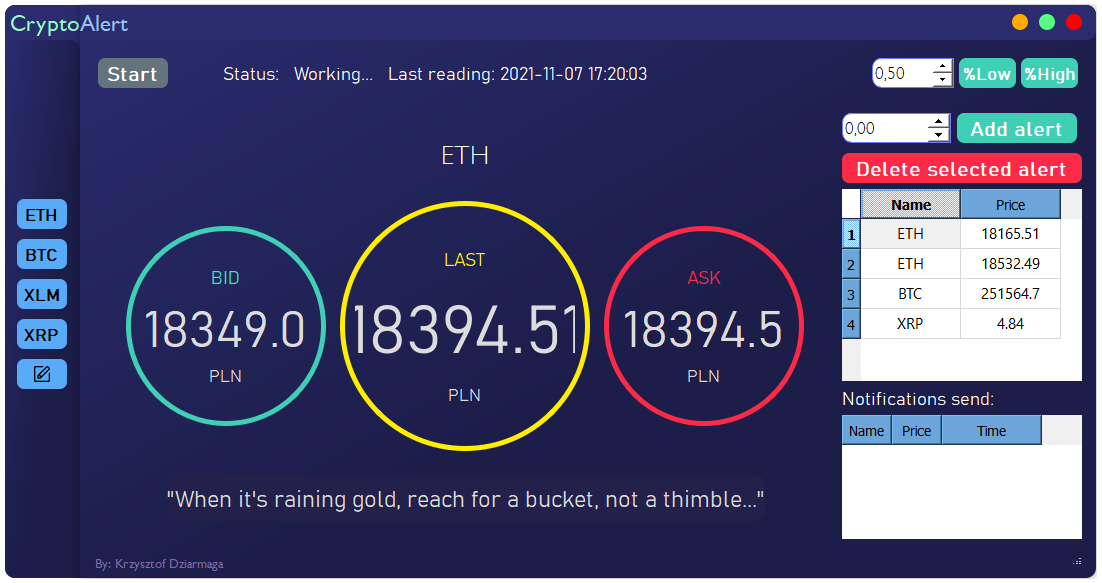 CryptoAlert
Start
Status: Working... Last reading: 2021-11-07 17:20:03
0,50
%Low
%High
0,00
Add alert
Delete selected alert
ETH
BTC
XLM
XRP
ETH
BID
18349.0
PLN
LAST
18394.51
PLN
ASK
18394.5
PLN
"When it's raining gold, reach for a bucket, not a thimble..."
Name Price
1 ETH 18165.51
2 ETH 18532.49
3 BTC 251564.7
4 XRP 4.84
Notifications send:
Name Price Time
By: Krzysztof Dziarmaga